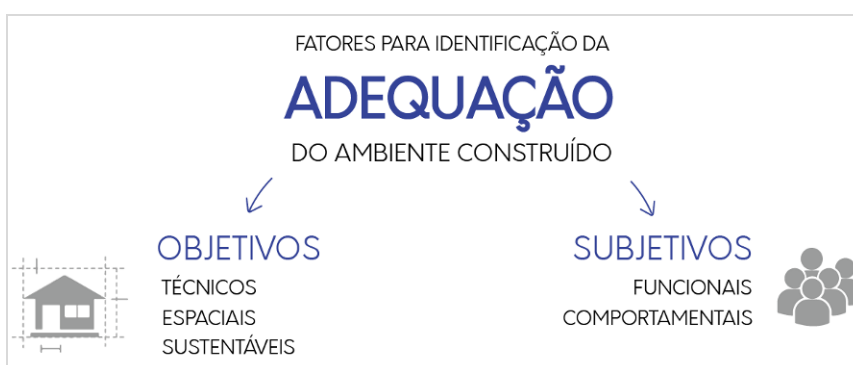 FATORES PARA IDENTIFICAÇÃO DA
ADEQUAÇÃO
DO AMBIENTE CONSTRUÍDO
OBJETIVOS
TÉCNICOS
ESPACIAIS
SUSTENTÁVEIS
SUBJETIVOS
FUNCIONAIS
COMPORTAMENTAIS